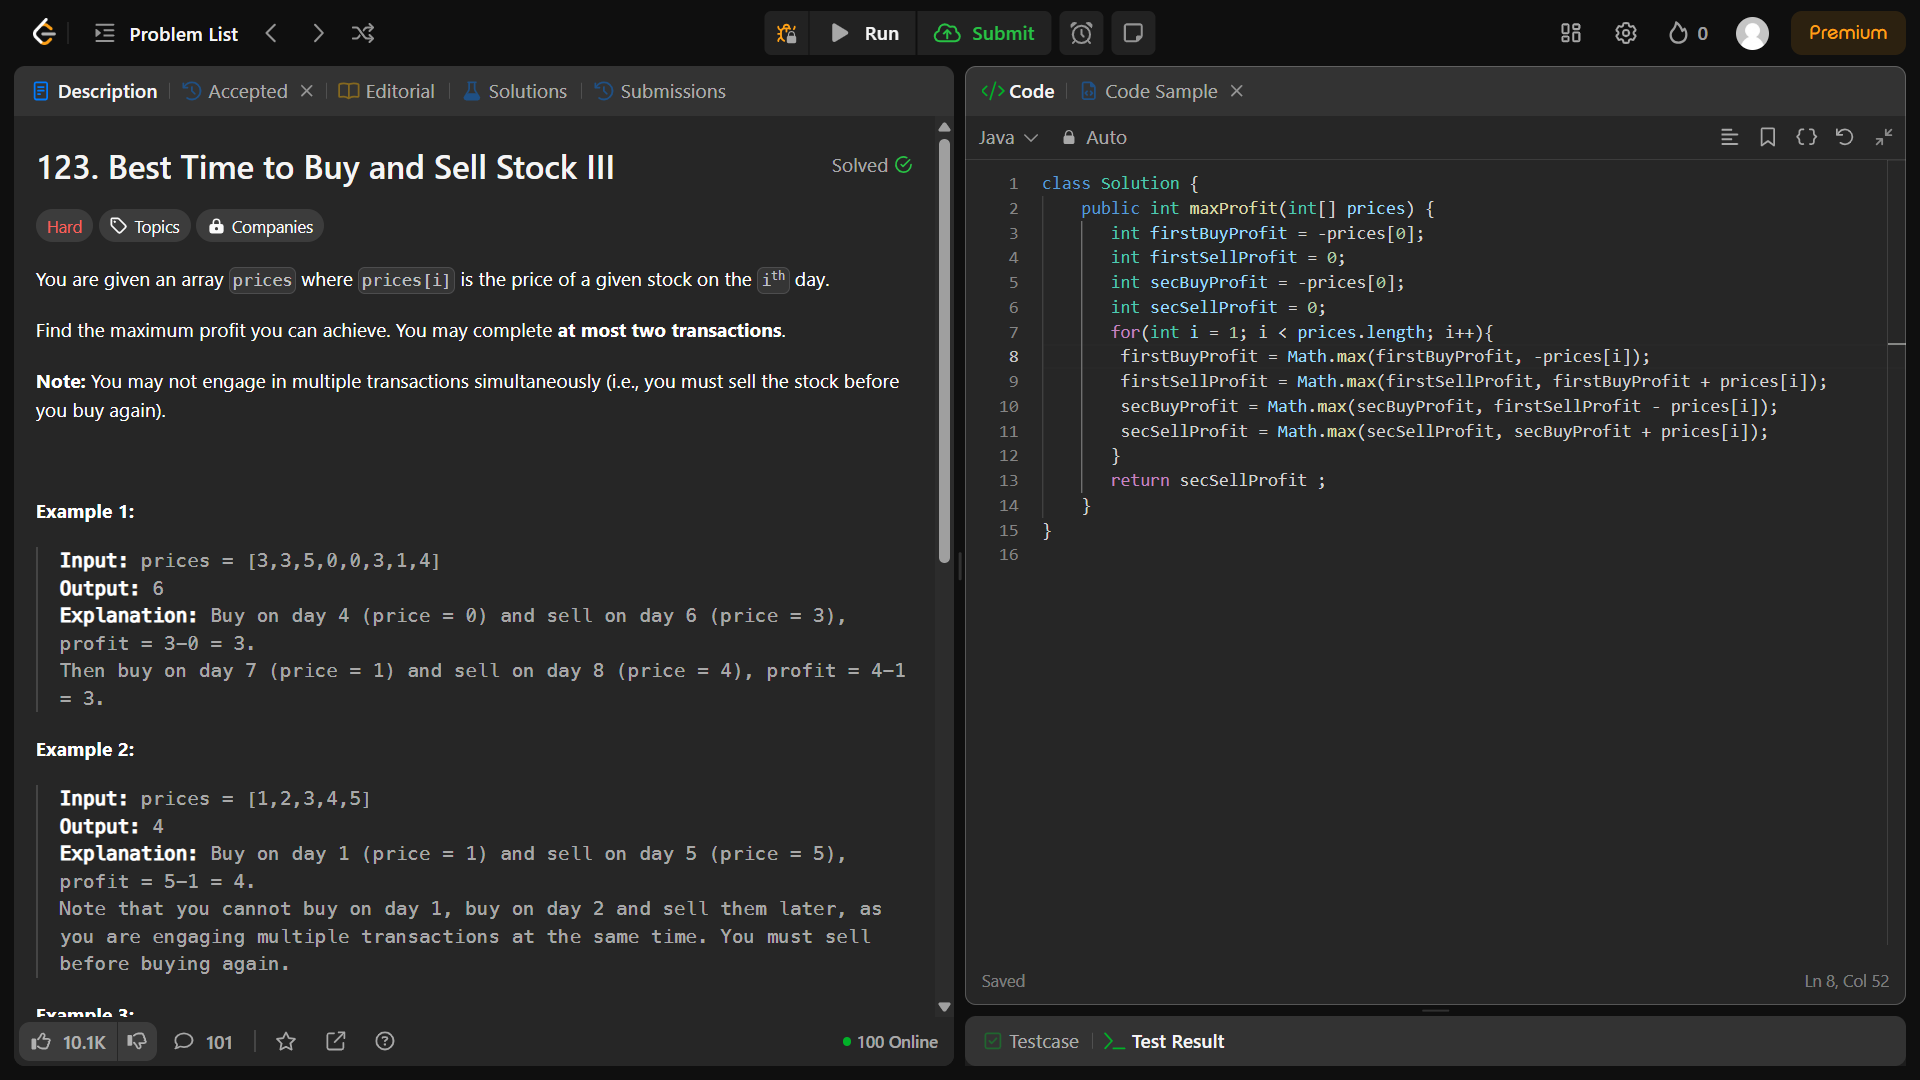 Problem List
Run
Submit
0
Premium
Description
Accepted
Editorial
Solutions
Submissions
123. Best Time to Buy and Sell Stock III
Solved
Hard
Topics
Companies
You are given an array prices where prices[i] is the price of a given stock on the ith day.
Find the maximum profit you can achieve. You may complete at most two transactions.
Note: You may not engage in multiple transactions simultaneously (i.e., you must sell the stock before
you buy again).
Example 1:
Input: prices = [3,3,5,0,0,3,1,4]
Output: 6
Explanation: Buy on day 4 (price = 0) and sell on day 6 (price = 3),
profit = 3-0 = 3.
Then buy on day 7 (price = 1) and sell on day 8 (price = 4), profit = 4-1
= 3.
Example 2:
Input: prices = [1,2,3,4,5]
Output: 4
Explanation: Buy on day 1 (price = 1) and sell on day 5 (price = 5),
profit = 5-1 = 4.
Note that you cannot buy on day 1, buy on day 2 and sell them later, as
you are engaging multiple transactions at the same time. You must sell
before buying again.
Example 3:
10.1K
101
100 Online
Code
Code Sample
Java
Auto
1 class Solution {
2 public int maxProfit(int[] prices) {
3 int firstBuyProfit = -prices[0];
4 int firstSellProfit = 0;
5 int secBuyProfit = -prices[0];
6 int secSellProfit = 0;
7 for(int i = 1; i < prices.length; i++){
8 firstBuyProfit = Math.max(firstBuyProfit, -prices[i]);
9 firstSellProfit = Math.max(firstSellProfit, firstBuyProfit + prices[i]);
10 secBuyProfit = Math.max(secBuyProfit, firstSellProfit - prices[i]);
11 secSellProfit = Math.max(secSellProfit, secBuyProfit + prices[i]);
12 }
13 return secSellProfit ;
14 }
15 }
16
Saved
Ln 8, Col 52
Testcase
Test Result